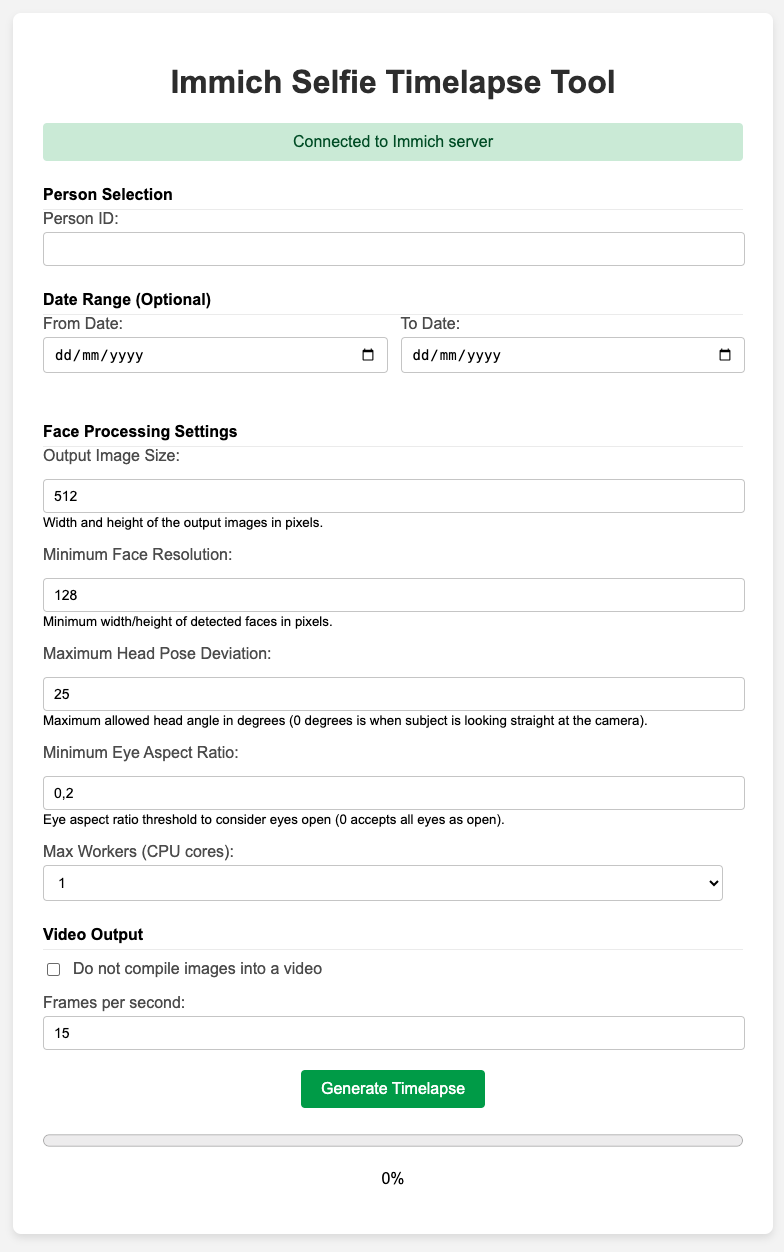 Immich Selfie Timelapse Tool
Connected to Immich server
Person Selection
Person ID:
Date Range (Optional)
From Date:
To Date:
dd/mm/yyyy
dd/mm/yyyy
Face Processing Settings
Output Image Size:
512
Width and height of the output images in pixels.
Minimum Face Resolution:
128
Minimum width/height of detected faces in pixels.
Maximum Head Pose Deviation:
25
Maximum allowed head angle in degrees (0 degrees is when subject is looking straight at the camera).
Minimum Eye Aspect Ratio:
0,2
Eye aspect ratio threshold to consider eyes open (0 accepts all eyes as open).
Max Workers (CPU cores):
1
Video Output
Do not compile images into a video
Frames per second:
15
Generate Timelapse
0%